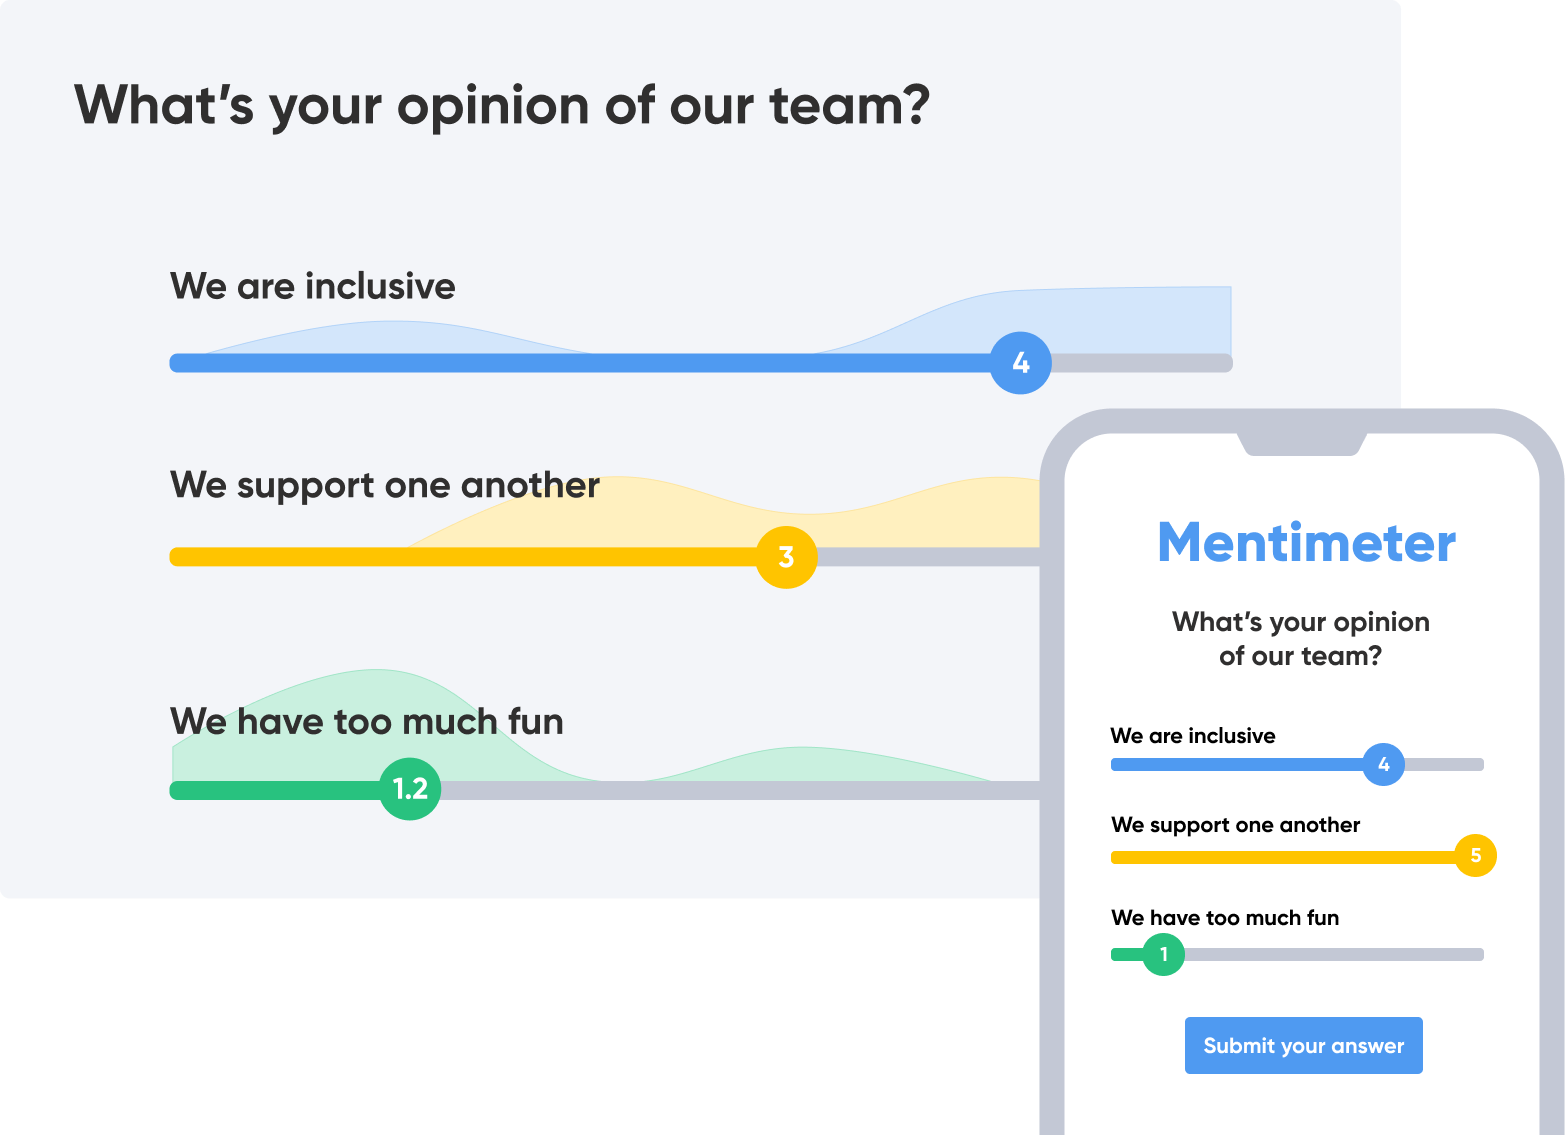 What’s your opinion of our team?
We are inclusive
4
We support one another
3
We have too much fun
1.2
Mentimeter
What’s your opinion
of our team?
We are inclusive
4
We support one another
5
We have too much fun
1
Submit your answer